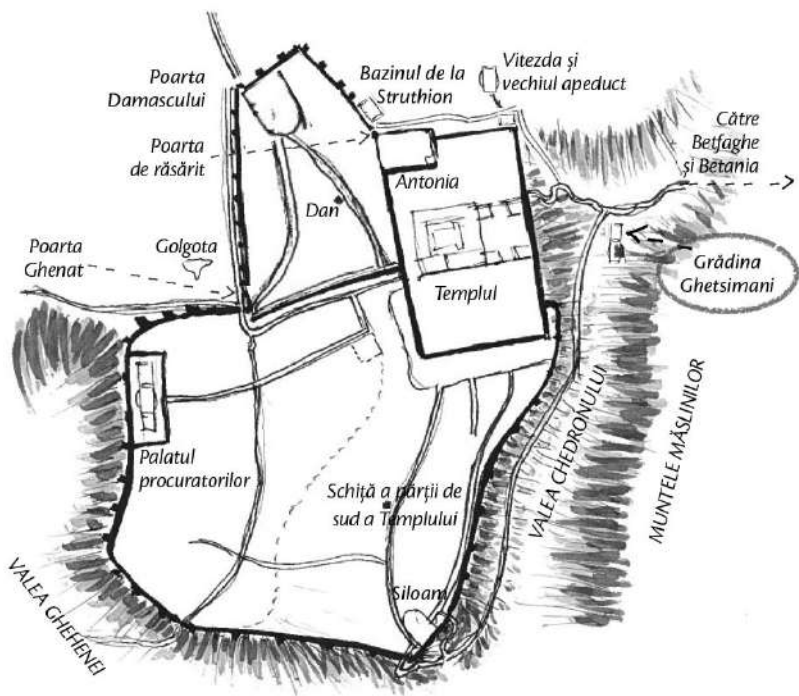 Poarta
Damascului
Bazinul de la
Struthion
Vitezda și
vechiul apeduct
Către
Betfaghe
și Betania
Poarta
de răsărit
Antonia
Dan
Poarta
Ghenat
Golgota
Templul
Grădina
Ghetsimani
Palatul
procuratorilor
Schiță a părții de
sud a Templului
VALEA CHEDRONULUI
MUNTELE MĂSLINILOR
Siloam
VALEA GHEHENEI